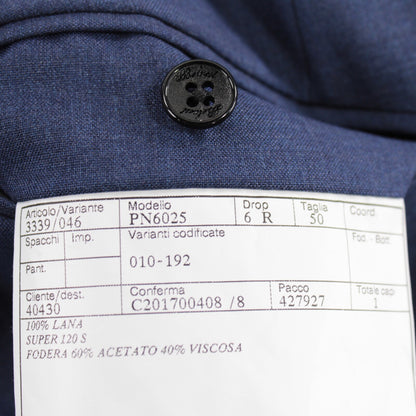 Articolo/Variante Modello Drop Taglia Coord.
3339/046 PN6025 6 R 50
Spacchi Imp. Varianti codificate Fod - Bott
Pant. 010-192
Cliente/dest. Conferma Pacco Totale capi
40430 C201700408 /8 427927 1
100% LANA
SUPER 120 S
FODERA 60% ACETATO 40% VISCOSA